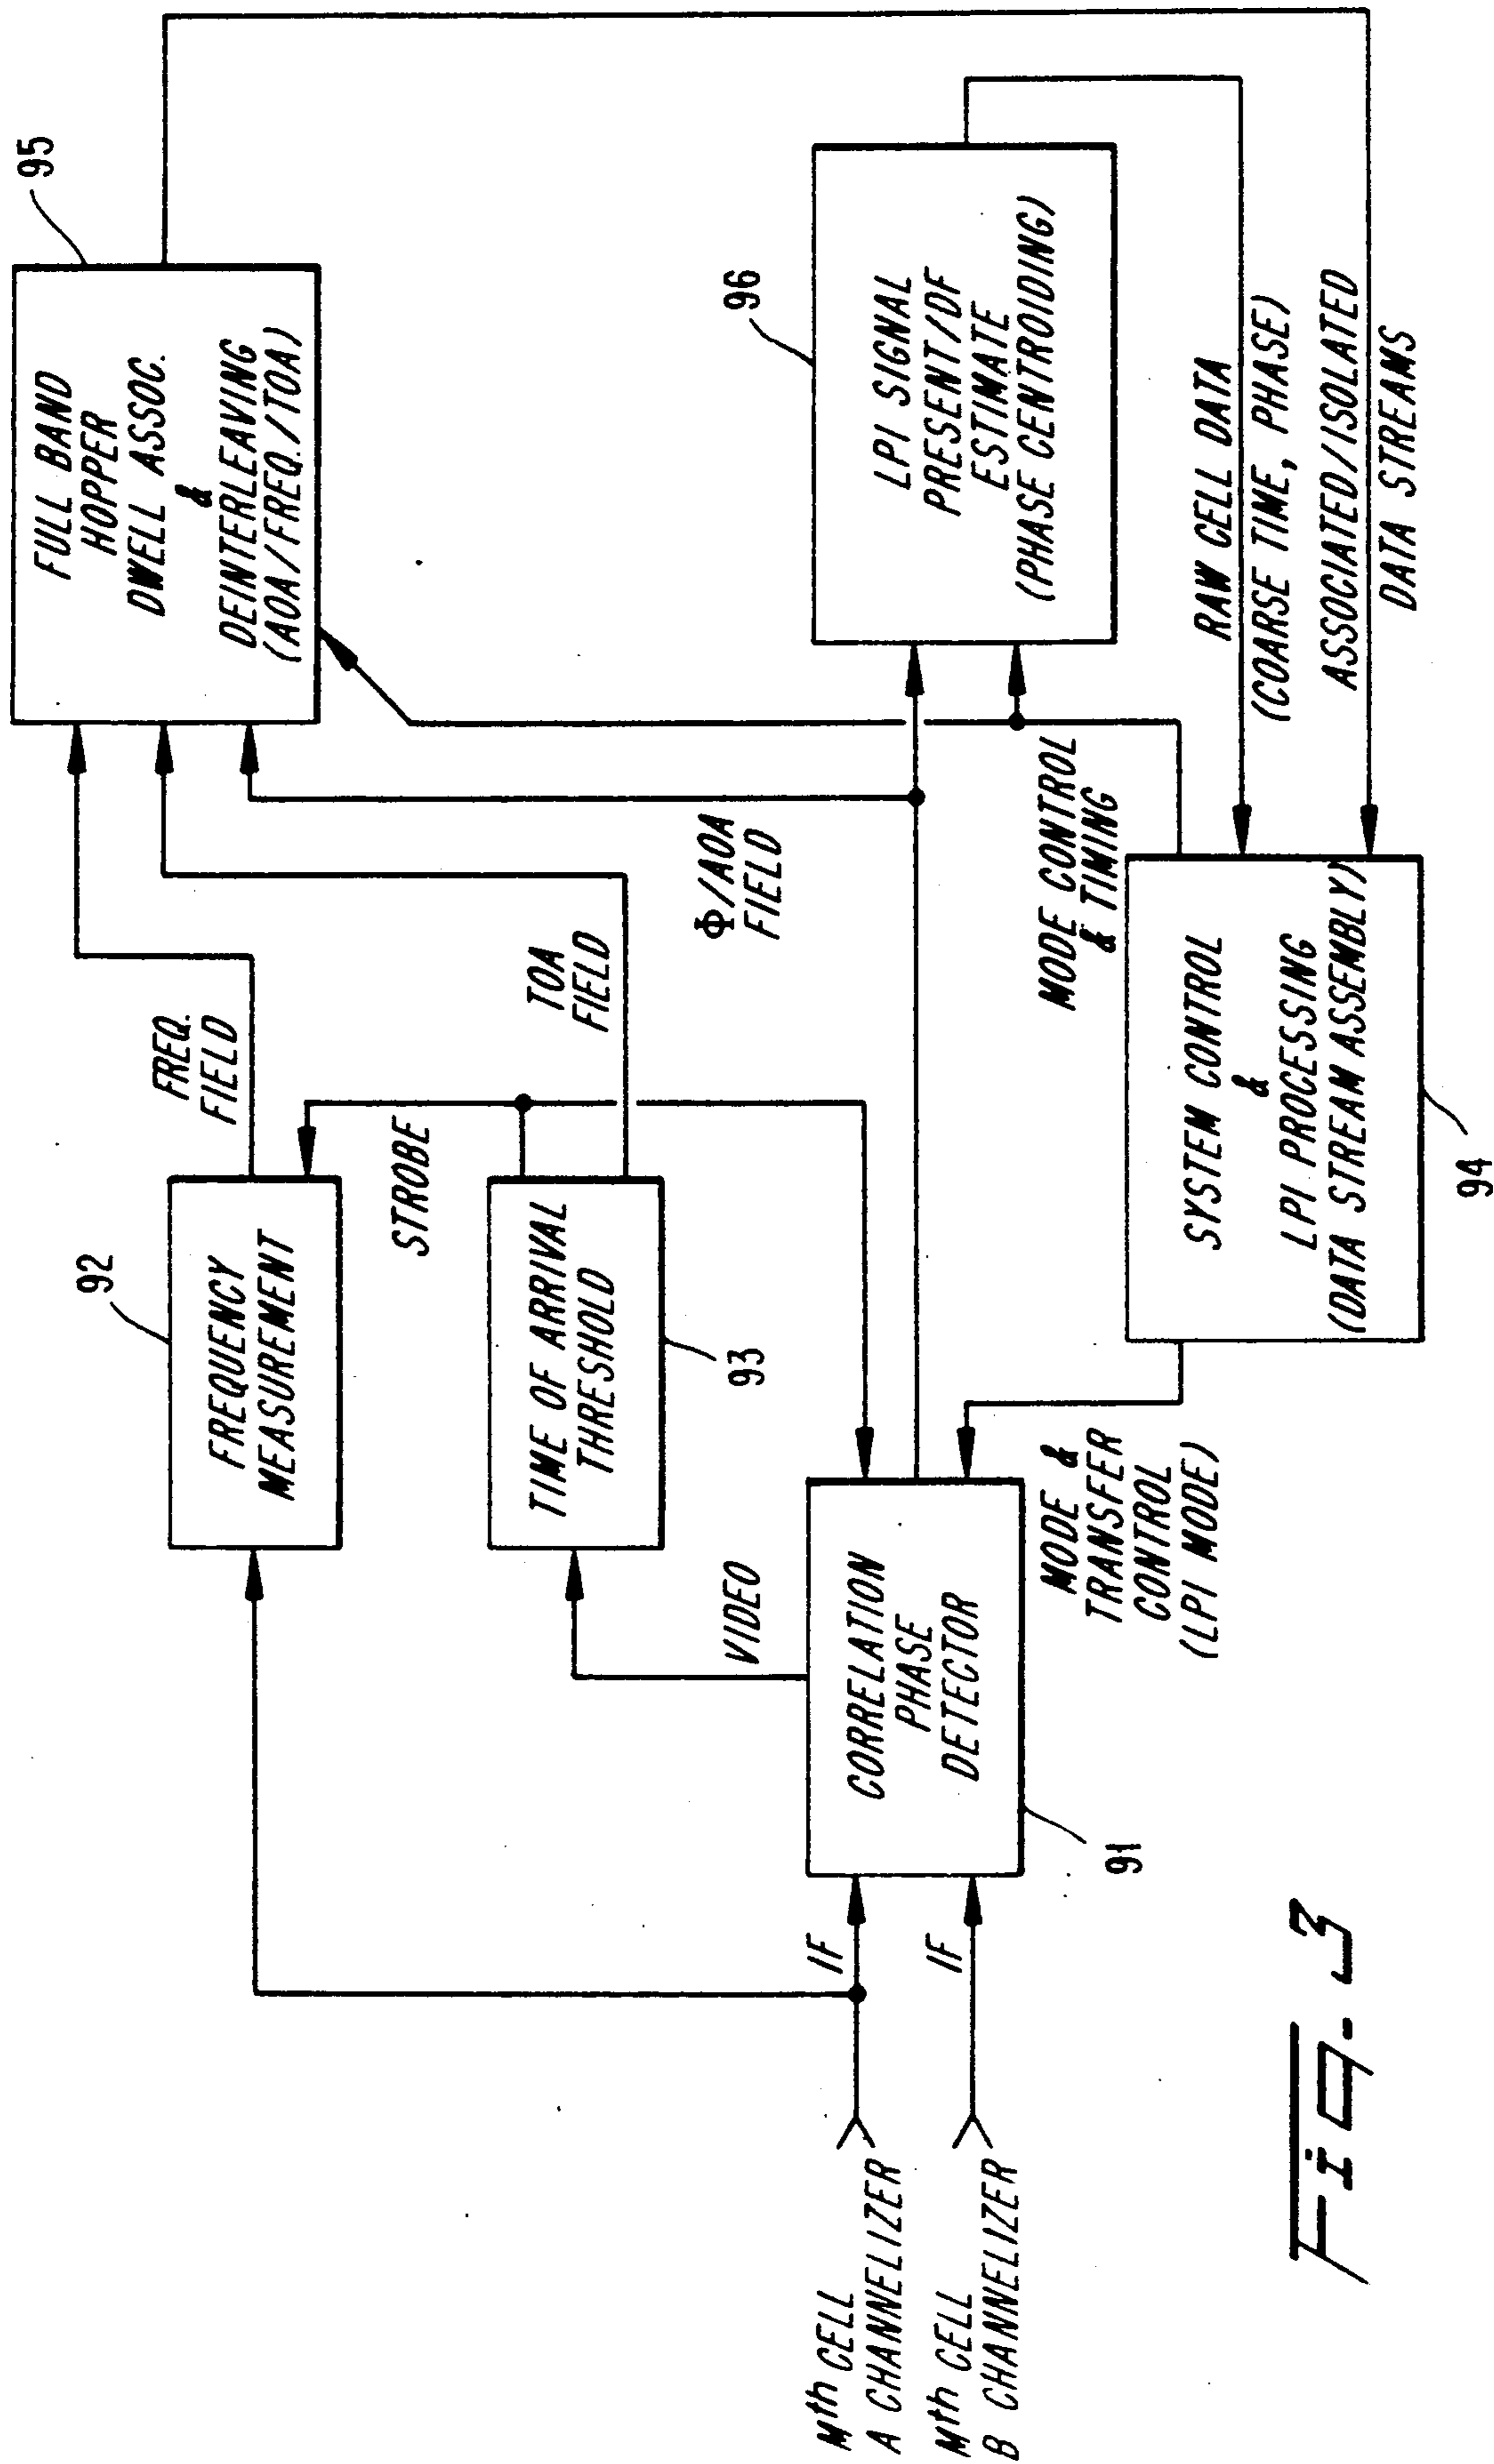 95
FULL BAND
HOPPER
DWELL ASSOC.
&
DEINTERLEAVING
(AOA/FREQ./TOA)
FREQ.
FIELD
92
FREQUENCY
MEASUREMENT
STROBE
TOA
FIELD
TIME OF ARRIVAL
THRESHOLD
93
Φ/AOA
FIELD
96
LPI SIGNAL
PRESENT/DF
ESTIMATE
(PHASE CENTROIDING)
VIDEO
Mth CELL
A CHANNELIZER
IF
Mth CELL
B CHANNELIZER
IF
CORRELATION
PHASE
DETECTOR
91
MODE &
TRANSFER
CONTROL
(LPI MODE)
MODE CONTROL
& TIMING
RAW CELL DATA
(COARSE TIME, PHASE)
ASSOCIATED/ISOLATED
DATA STREAMS
SYSTEM CONTROL
&
LPI PROCESSING
(DATA STREAM ASSEMBLY)
94
FIG. 3